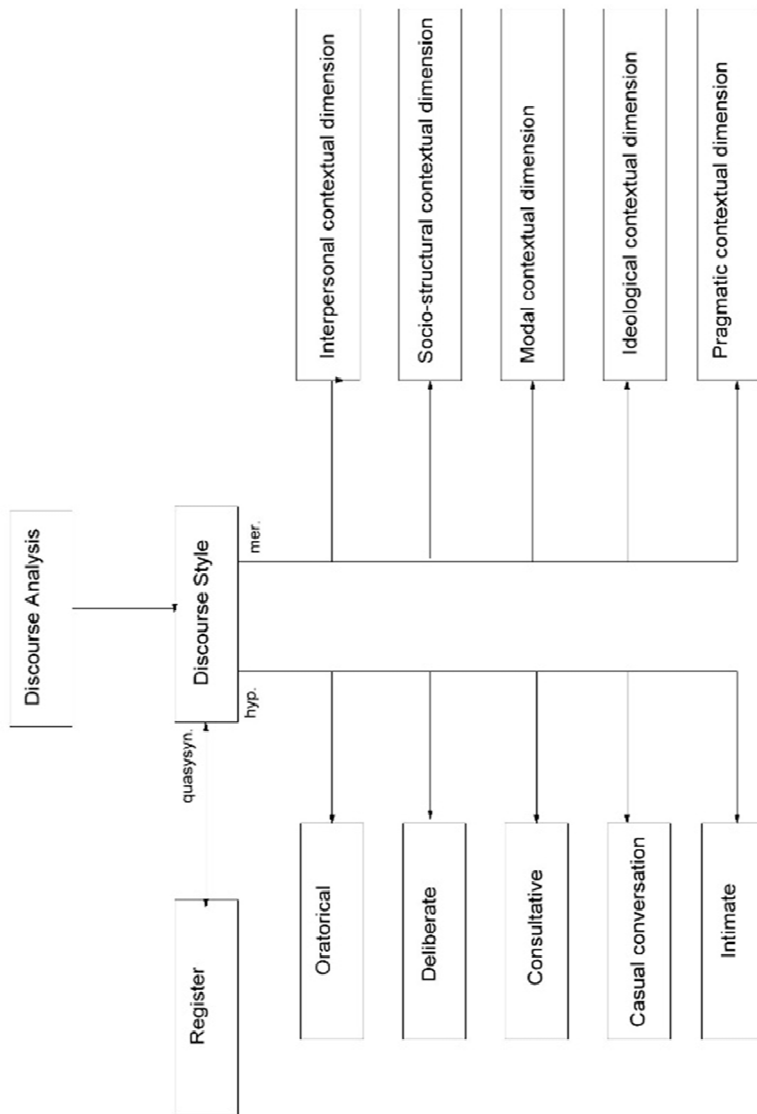 Discourse Analysis
Register
quasysyn.
Discourse Style
hyp.
mer.
Oratorical
Deliberate
Consultative
Casual conversation
Intimate
Interpersonal contextual dimension
Socio-structural contextual dimension
Modal contextual dimension
Ideological contextual dimension
Pragmatic contextual dimension